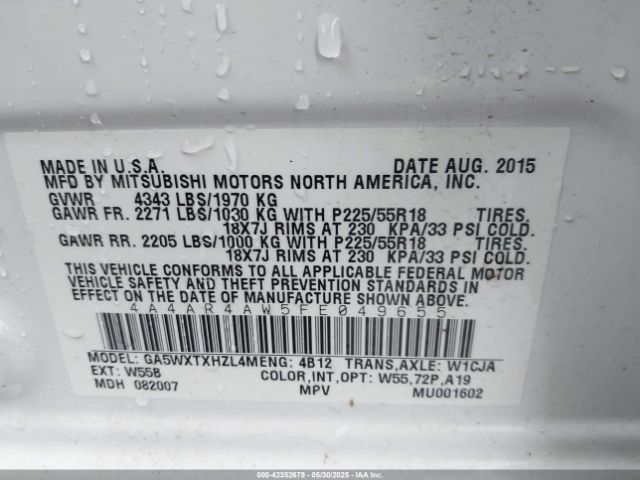 MADE IN U.S.A. DATE AUG. 2015
MFD BY MITSUBISHI MOTORS NORTH AMERICA, INC.
GVWR 4343 LBS/1970 KG
GAWR FR. 2271 LBS/1030 KG WITH P225/55R18 TIRES.
18X7J RIMS AT 230 KPA/33 PSI COLD.
GAWR RR. 2205 LBS/1000 KG WITH P225/55R18 TIRES.
18X7J RIMS AT 230 KPA/33 PSI COLD.
THIS VEHICLE CONFORMS TO ALL APPLICABLE FEDERAL MOTOR
VEHICLE SAFETY AND THEFT PREVENTION STANDARDS IN
EFFECT ON THE DATE OF MANUFACTURE SHOWN ABOVE.
4A4AR4AW5FE049655
MODEL: GA5WXTXHZL4MENG: 4B12 TRANS,AXLE: W1CJA
EXT: W55B COLOR,INT,OPT: W55,72P,A19
MDH 082007 MPV MU001602
000-42352679 - 05/30/2025 - IAA Inc.